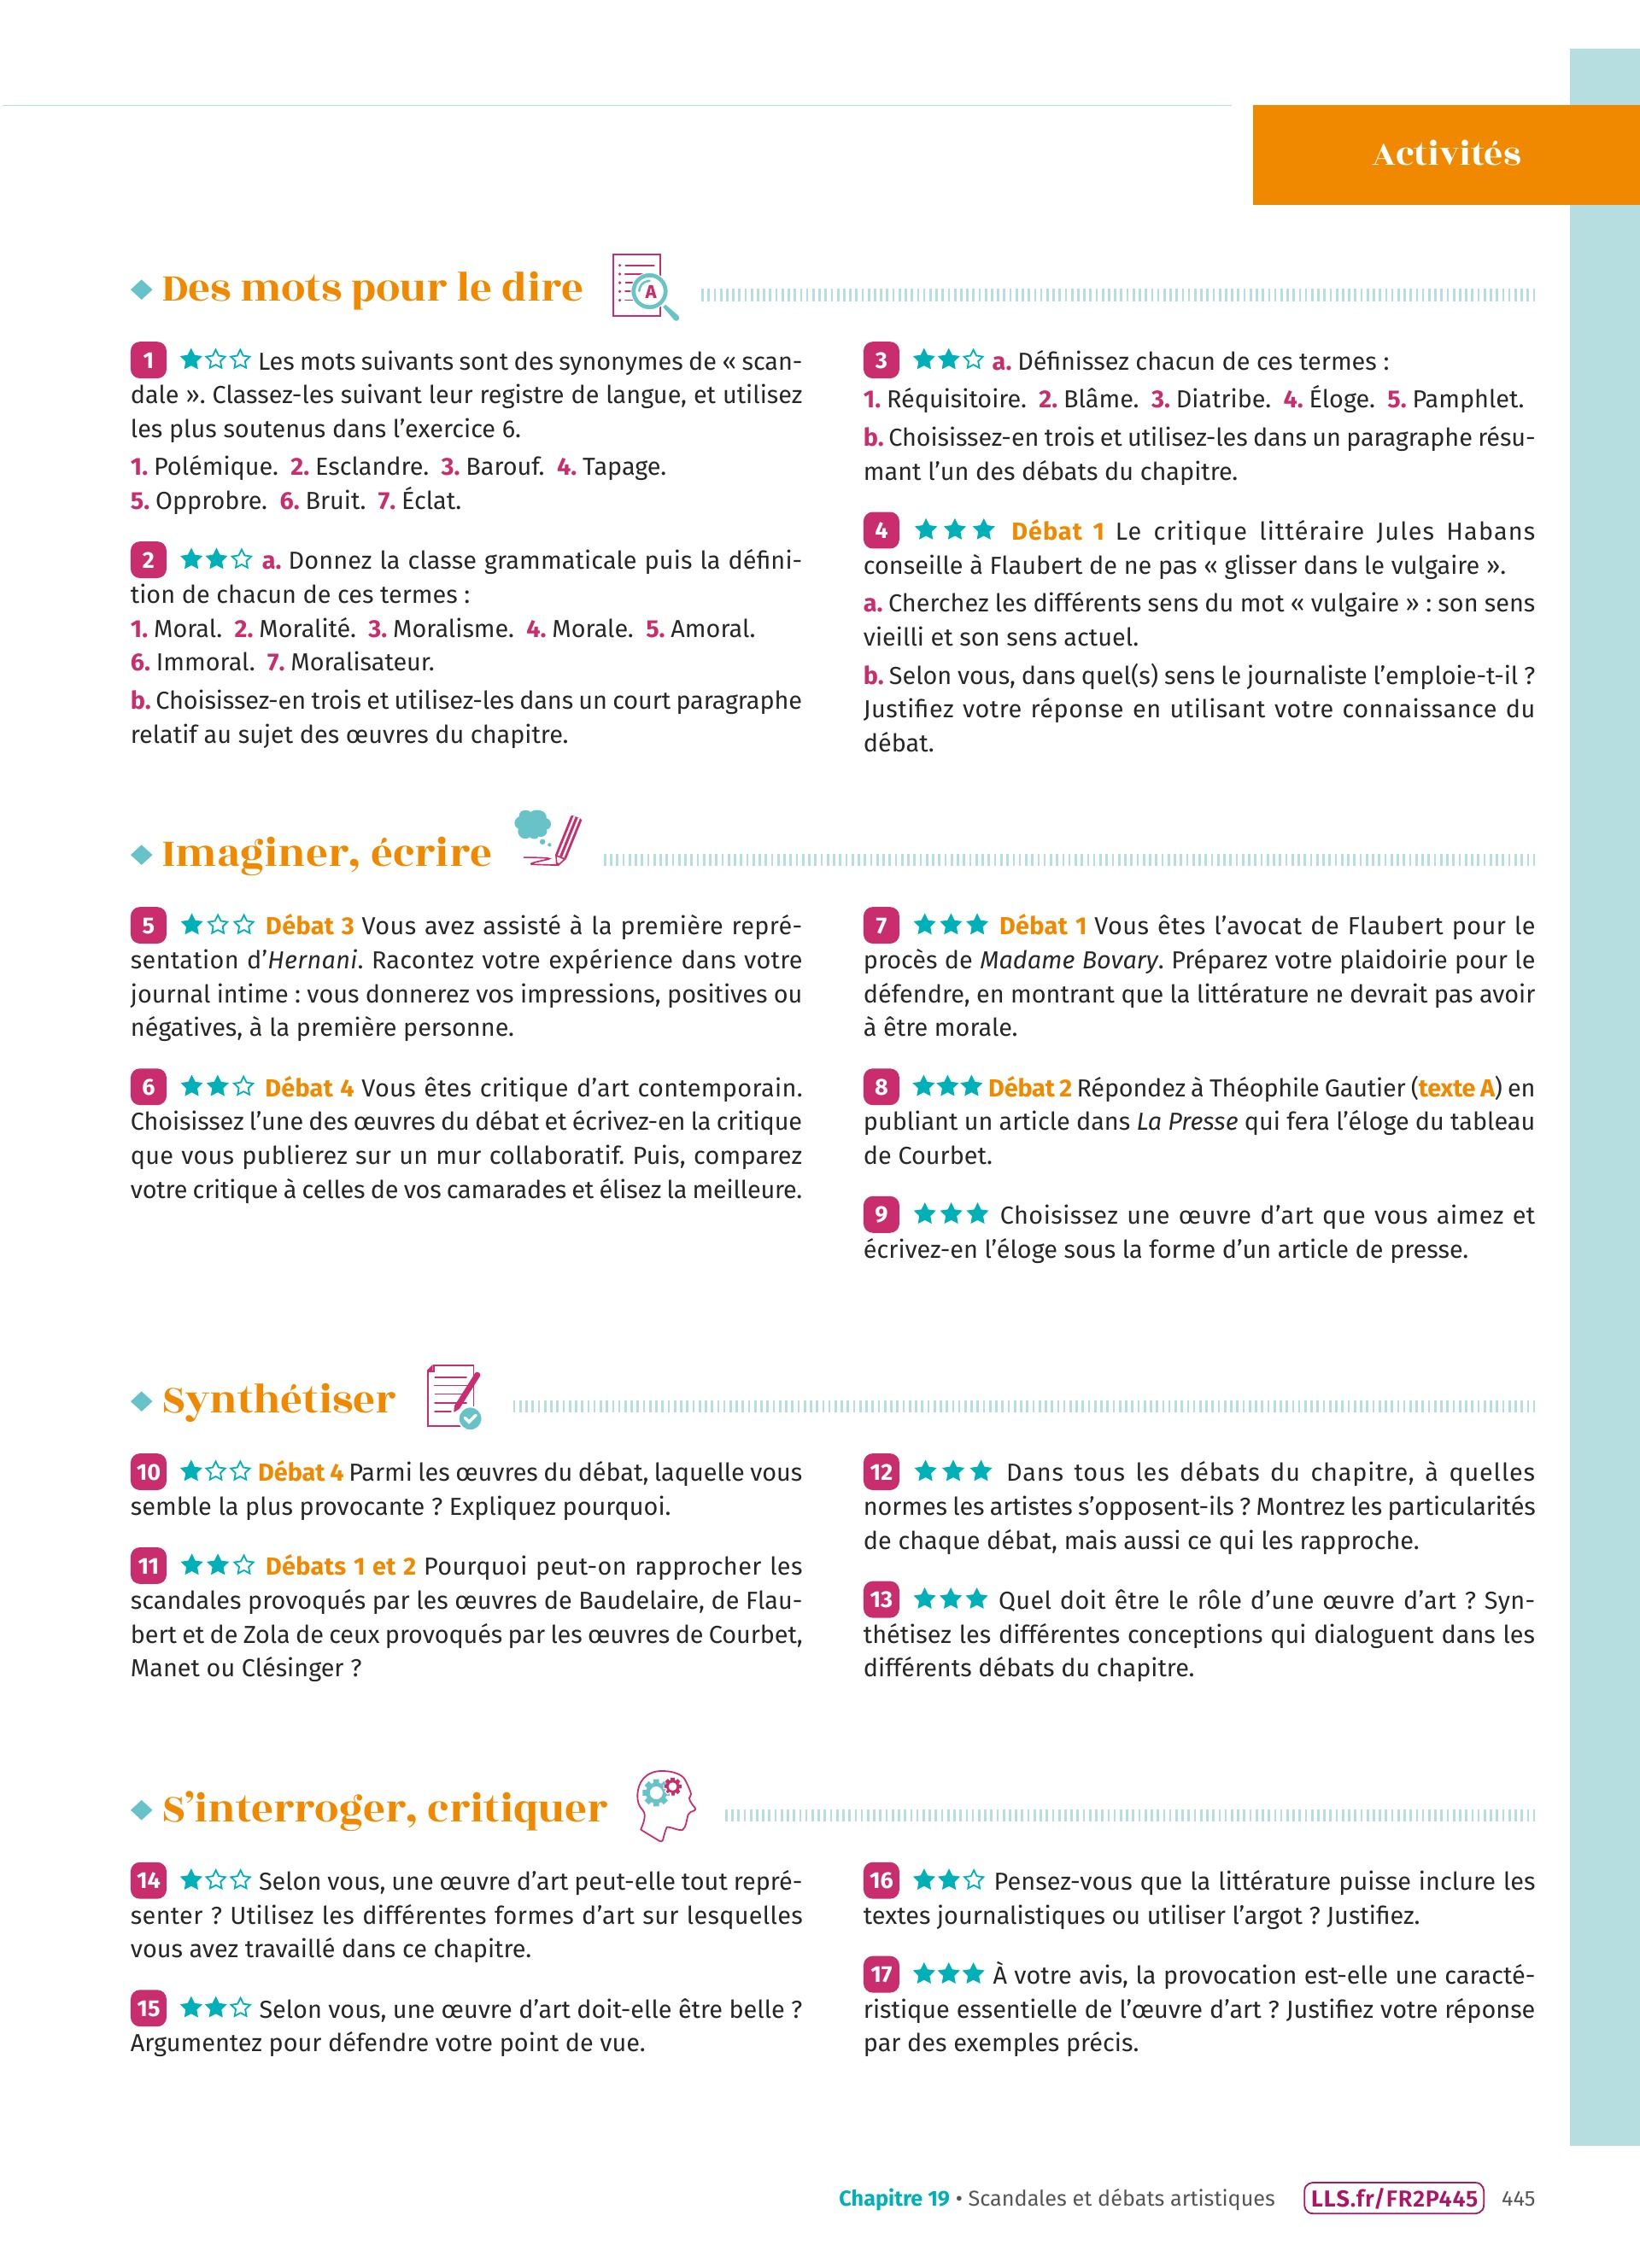 Activités
Des mots pour le dire
A
1 Les mots suivants sont des synonymes de « scan-
dale ». Classez-les suivant leur registre de langue, et utilisez
les plus soutenus dans l’exercice 6.
1. Polémique. 2. Esclandre. 3. Barouf. 4. Tapage.
5. Opprobre. 6. Bruit. 7. Éclat.
2 a. Donnez la classe grammaticale puis la défini-
tion de chacun de ces termes :
1. Moral. 2. Moralité. 3. Moralisme. 4. Morale. 5. Amoral.
6. Immoral. 7. Moralisateur.
b. Choisissez-en trois et utilisez-les dans un court paragraphe
relatif au sujet des œuvres du chapitre.
3 a. Définissez chacun de ces termes :
1. Réquisitoire. 2. Blâme. 3. Diatribe. 4. Éloge. 5. Pamphlet.
b. Choisissez-en trois et utilisez-les dans un paragraphe résu-
mant l’un des débats du chapitre.
4 Débat 1 Le critique littéraire Jules Habans
conseille à Flaubert de ne pas « glisser dans le vulgaire ».
a. Cherchez les différents sens du mot « vulgaire » : son sens
vieilli et son sens actuel.
b. Selon vous, dans quel(s) sens le journaliste l’emploie-t-il ?
Justifiez votre réponse en utilisant votre connaissance du
débat.
Imaginer, écrire
5 Débat 3 Vous avez assisté à la première repré-
sentation d’Hernani. Racontez votre expérience dans votre
journal intime : vous donnerez vos impressions, positives ou
négatives, à la première personne.
6 Débat 4 Vous êtes critique d’art contemporain.
Choisissez l’une des œuvres du débat et écrivez-en la critique
que vous publierez sur un mur collaboratif. Puis, comparez
votre critique à celles de vos camarades et élisez la meilleure.
7 Débat 1 Vous êtes l’avocat de Flaubert pour le
procès de Madame Bovary. Préparez votre plaidoirie pour le
défendre, en montrant que la littérature ne devrait pas avoir
à être morale.
8 Débat 2 Répondez à Théophile Gautier (texte A) en
publiant un article dans La Presse qui fera l’éloge du tableau
de Courbet.
9 Choisissez une œuvre d’art que vous aimez et
écrivez-en l’éloge sous la forme d’un article de presse.
Synthétiser
10 Débat 4 Parmi les œuvres du débat, laquelle vous
semble la plus provocante ? Expliquez pourquoi.
11 Débats 1 et 2 Pourquoi peut-on rapprocher les
scandales provoqués par les œuvres de Baudelaire, de Flau-
bert et de Zola de ceux provoqués par les œuvres de Courbet,
Manet ou Clésinger ?
12 Dans tous les débats du chapitre, à quelles
normes les artistes s’opposent-ils ? Montrez les particularités
de chaque débat, mais aussi ce qui les rapproche.
13 Quel doit être le rôle d’une œuvre d’art ? Syn-
thétisez les différentes conceptions qui dialoguent dans les
différents débats du chapitre.
S’interroger, critiquer
14 Selon vous, une œuvre d’art peut-elle tout repré-
senter ? Utilisez les différentes formes d’art sur lesquelles
vous avez travaillé dans ce chapitre.
15 Selon vous, une œuvre d’art doit-elle être belle ?
Argumentez pour défendre votre point de vue.
16 Pensez-vous que la littérature puisse inclure les
textes journalistiques ou utiliser l’argot ? Justifiez.
17 À votre avis, la provocation est-elle une caracté-
ristique essentielle de l’œuvre d’art ? Justifiez votre réponse
par des exemples précis.
Chapitre 19 • Scandales et débats artistiques LLS.fr/FR2P445 445